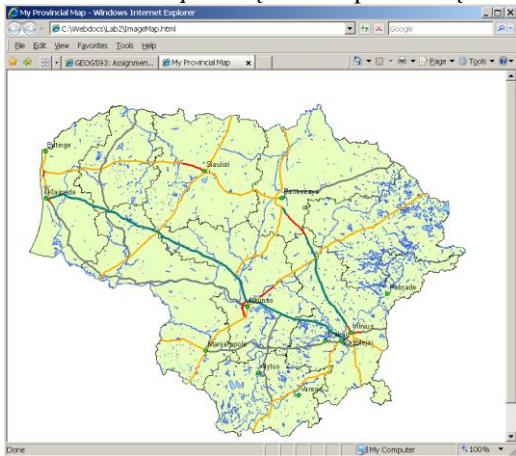 My Provincial Map - Windows Internet Explorer
C:\Webdocs\Lab2\ImageMap.html
Google
File Edit View Favorites Tools Help
GEOG593: Assignmen... My Provincial Map
Page Tools
Siauliai
Klaipeda
Kaunas
Pabrade
Vilnius
Marijampole
Alytus
Varena
Done
My Computer
100%